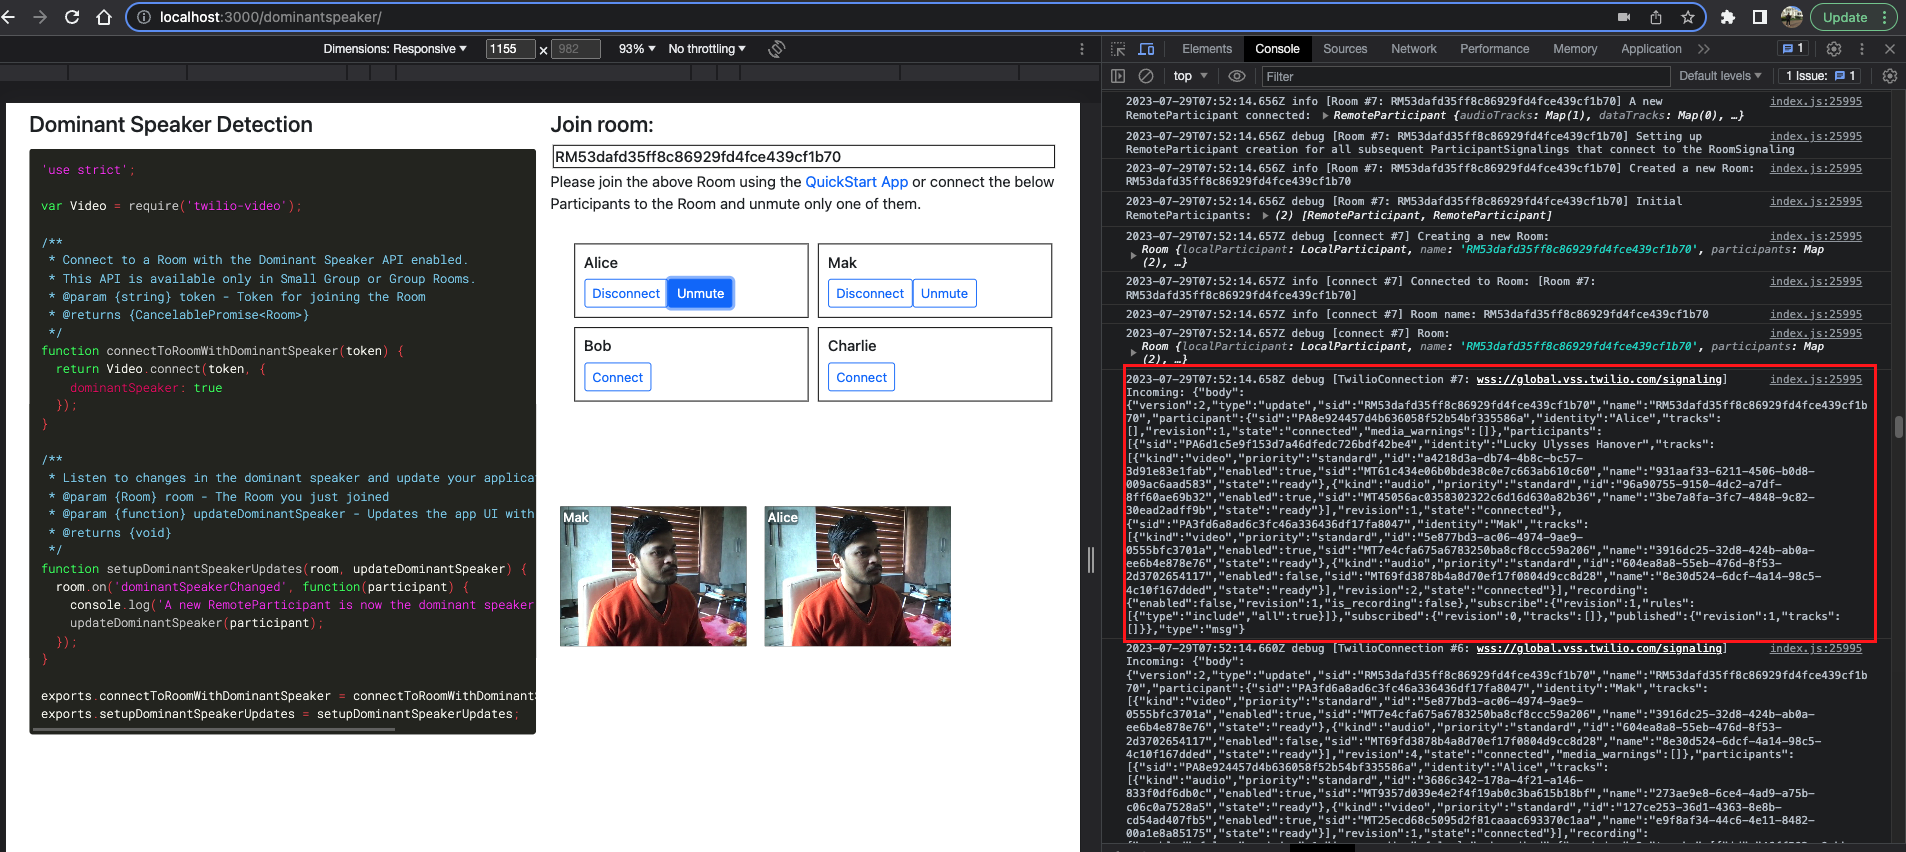 localhost:3000/dominantspeaker/
Update
Dimensions: Responsive
1155
×
982
93%
No throttling
Elements
Console
Sources
Network
Performance
Memory
Application
1
top
Filter
Default levels
1 Issue:
1
Dominant Speaker Detection
'use strict';
var Video = require('twilio-video');
/**
* Connect to a Room with the Dominant Speaker API enabled.
* This API is available only in Small Group or Group Rooms.
* @param {string} token - Token for joining the Room
* @returns {CancelablePromise<Room>}
*/
function connectToRoomWithDominantSpeaker(token) {
return Video.connect(token, {
dominantSpeaker: true
});
}
/**
* Listen to changes in the dominant speaker and update your applica
* @param {Room} room - The Room you just joined
* @param {function} updateDominantSpeaker - Updates the app UI with
* @returns {void}
*/
function setupDominantSpeakerUpdates(room, updateDominantSpeaker) {
room.on('dominantSpeakerChanged', function(participant) {
console.log('A new RemoteParticipant is now the dominant speaker
updateDominantSpeaker(participant);
});
}
exports.connectToRoomWithDominantSpeaker = connectToRoomWithDominantS
exports.setupDominantSpeakerUpdates = setupDominantSpeakerUpdates;
Join room:
RM53dafd35ff8c86929fd4fce439cf1b70
Please join the above Room using the QuickStart App or connect the below
Participants to the Room and unmute only one of them.
Alice
Disconnect
Unmute
Mak
Disconnect
Unmute
Bob
Connect
Charlie
Connect
Mak
Alice
2023-07-29T07:52:14.656Z info [Room #7: RM53dafd35ff8c86929fd4fce439cf1b70] A new index.js:25995
RemoteParticipant connected: RemoteParticipant {audioTracks: Map(1), dataTracks: Map(0), …}
2023-07-29T07:52:14.656Z debug [Room #7: RM53dafd35ff8c86929fd4fce439cf1b70] Setting up index.js:25995
RemoteParticipant creation for all subsequent ParticipantSignalings that connect to the RoomSignaling
2023-07-29T07:52:14.657Z info [Room #7: RM53dafd35ff8c86929fd4fce439cf1b70] Created a new Room: index.js:25995
RM53dafd35ff8c86929fd4fce439cf1b70
2023-07-29T07:52:14.657Z info [Room #7: RM53dafd35ff8c86929fd4fce439cf1b70] Initial index.js:25995
RemoteParticipants: (2) [RemoteParticipant, RemoteParticipant]
2023-07-29T07:52:14.657Z debug [connect #7] Creating a new Room: index.js:25995
Room {localParticipant: LocalParticipant, name: 'RM53dafd35ff8c86929fd4fce439cf1b70', participants: Map
(2), …}
2023-07-29T07:52:14.657Z info [connect #7] Connected to Room: [Room #7: index.js:25995
RM53dafd35ff8c86929fd4fce439cf1b70]
2023-07-29T07:52:14.657Z info [connect #7] Room name: RM53dafd35ff8c86929fd4fce439cf1b70 index.js:25995
2023-07-29T07:52:14.657Z debug [connect #7] Room: index.js:25995
Room {localParticipant: LocalParticipant, name: 'RM53dafd35ff8c86929fd4fce439cf1b70', participants: Map
(2), …}
2023-07-29T07:52:14.658Z debug [TwilioConnection #7: wss://global.vss.twilio.com/signaling] index.js:25995
Incoming: {"body":
{"version":2,"type":"update","sid":"RM53dafd35ff8c86929fd4fce439cf1b70","name":"RM53dafd35ff8c86929fd4fce439cf1b
70","participant":{"sid":"PA8e924457d4b636058f52b54bf335586a","identity":"Alice","tracks":
[],"revision":1,"state":"connected","media_warnings":[]},"participants":
[{"sid":"PA6d1c5e9f153d7a46dfedc726bdf42be4","identity":"Lucky Ulysses Hanover","tracks":
[{"kind":"video","priority":"standard","id":"a4218d3a-db74-4b8c-bc57-
3d91e83e1fab","enabled":true,"sid":"MT61c434e06b0bde38c0e7c663ab610c60","name":"931aaf33-6211-4506-b0d8-
009ac6aad583","state":"ready"},{"kind":"audio","priority":"standard","id":"96a90755-9150-4dc2-a7df-
8ff60ae69b32","enabled":true,"sid":"MT45056ac0358302322c6d16d630a82b36","name":"3be7a8fa-3fc7-4848-9c82-
30ead2adff9b","state":"ready"}],"revision":1,"state":"connected"},
{"sid":"PA3fd6a8ad6c3fc46a336436df17fa8047","identity":"Mak","tracks":
[{"kind":"video","priority":"standard","id":"5e877bd3-ac06-4974-9ae9-
0555bfc3701a","enabled":true,"sid":"MT7e4cfa675a6783250ba8cf8ccc59a206","name":"3916dc25-32d8-424b-ab0a-
ee6b4e878e76","state":"ready"},{"kind":"audio","priority":"standard","id":"604ea8a8-55eb-476d-8f53-
2d3702654117","enabled":false,"sid":"MT69fd3878b4a8d70ef17f0804d9cc8d28","name":"8e30d524-6dcf-4a14-98c5-
4c10f167dded","state":"ready"}],"revision":2,"state":"connected"}],"recording":
{"enabled":false,"revision":1,"is_recording":false},"subscribe":{"revision":1,"rules":
[{"type":"include","all":true}]},"subscribed":{"revision":0,"tracks":[]},"published":{"revision":1,"tracks":
[]}},"type":"msg"}
2023-07-29T07:52:14.660Z debug [TwilioConnection #6: wss://global.vss.twilio.com/signaling] index.js:25995
Incoming: {"body":
{"version":2,"type":"update","sid":"RM53dafd35ff8c86929fd4fce439cf1b70","name":"RM53dafd35ff8c86929fd4fce439cf1b
70","participant":{"sid":"PA3fd6a8ad6c3fc46a336436df17fa8047","identity":"Mak","tracks":
[{"kind":"video","priority":"standard","id":"5e877bd3-ac06-4974-9ae9-
0555bfc3701a","enabled":true,"sid":"MT7e4cfa675a6783250ba8cf8ccc59a206","name":"3916dc25-32d8-424b-ab0a-
ee6b4e878e76","state":"ready"},{"kind":"audio","priority":"standard","id":"604ea8a8-55eb-476d-8f53-
2d3702654117","enabled":false,"sid":"MT69fd3878b4a8d70ef17f0804d9cc8d28","name":"8e30d524-6dcf-4a14-98c5-
4c10f167dded","state":"ready"}],"revision":4,"state":"connected","media_warnings":[]},"participants":
[{"sid":"PA8e924457d4b636058f52b54bf335586a","identity":"Alice","tracks":
[{"kind":"audio","priority":"standard","id":"3686c342-178a-4f21-a146-
833f0df6db0c","enabled":true,"sid":"MT9357d039e4e2f4f19ab0c3ba615b18bf","name":"273ae9e8-6ce4-4ad9-a75b-
c06c0a7528a5","state":"ready"},{"kind":"video","priority":"standard","id":"127ce253-36d1-4363-8e8b-
cd54ad407fb5","enabled":true,"sid":"MT25ecd68c5095d2f81caaac693370c1aa","name":"e9f8af34-44c6-4e11-8482-
00a1e8a85175","state":"ready"}],"revision":1,"state":"connected"}],"recording":